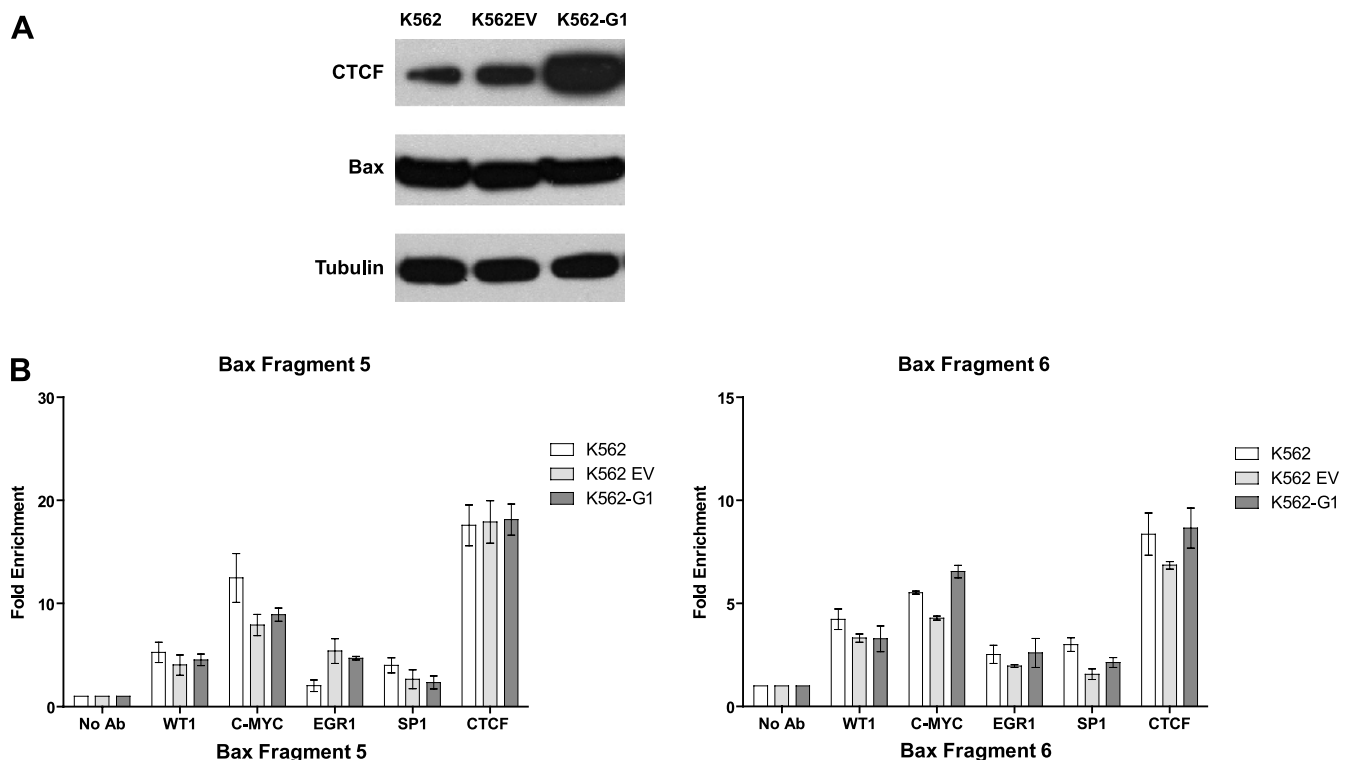 A
K562 K562EV K562-G1
CTCF
Bax
Tubulin
B
Bax Fragment 5
30
20
10
0
Fold Enrichment
No Ab WT1 C-MYC EGR1 SP1 CTCF
Bax Fragment 5
K562
K562 EV
K562-G1
Bax Fragment 6
15
10
5
0
Fold Enrichment
No Ab WT1 C-MYC EGR1 SP1 CTCF
Bax Fragment 6
K562
K562 EV
K562-G1